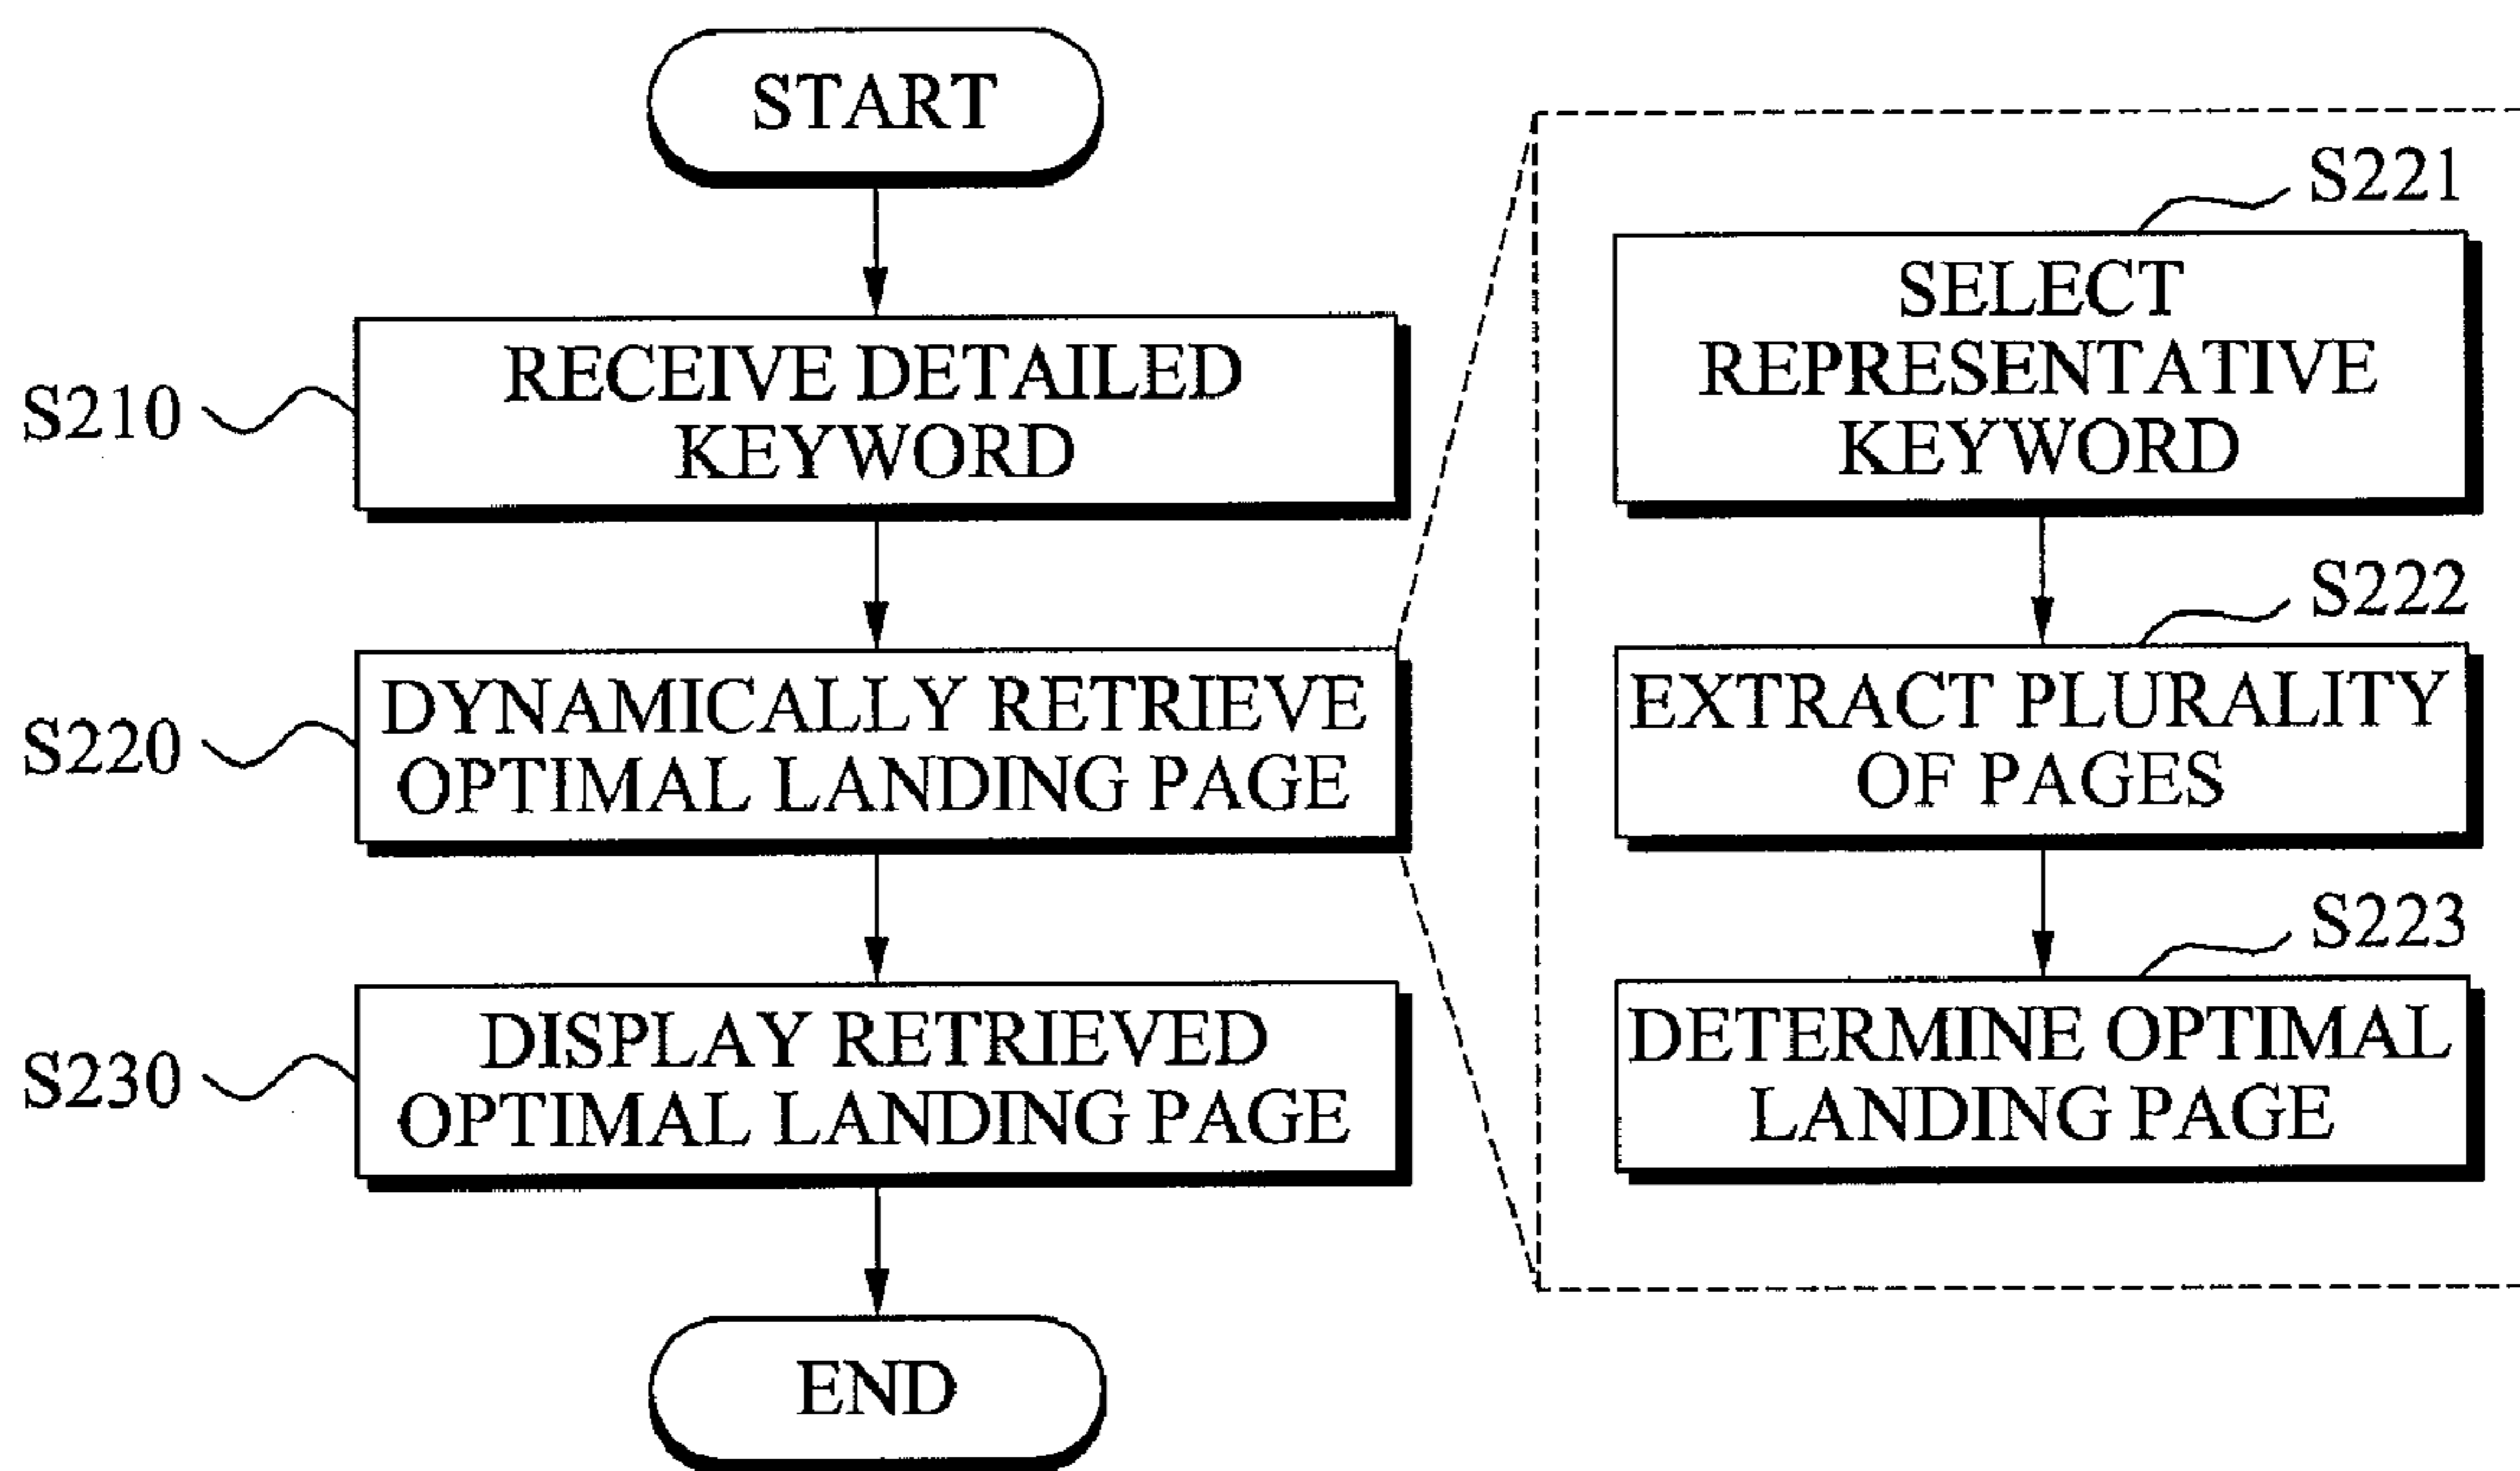 START
S210
RECEIVE DETAILED
KEYWORD
S220
DYNAMICALLY RETRIEVE
OPTIMAL LANDING PAGE
S230
DISPLAY RETRIEVED
OPTIMAL LANDING PAGE
END
S221
SELECT
REPRESENTATIVE
KEYWORD
S222
EXTRACT PLURALITY
OF PAGES
S223
DETERMINE OPTIMAL
LANDING PAGE